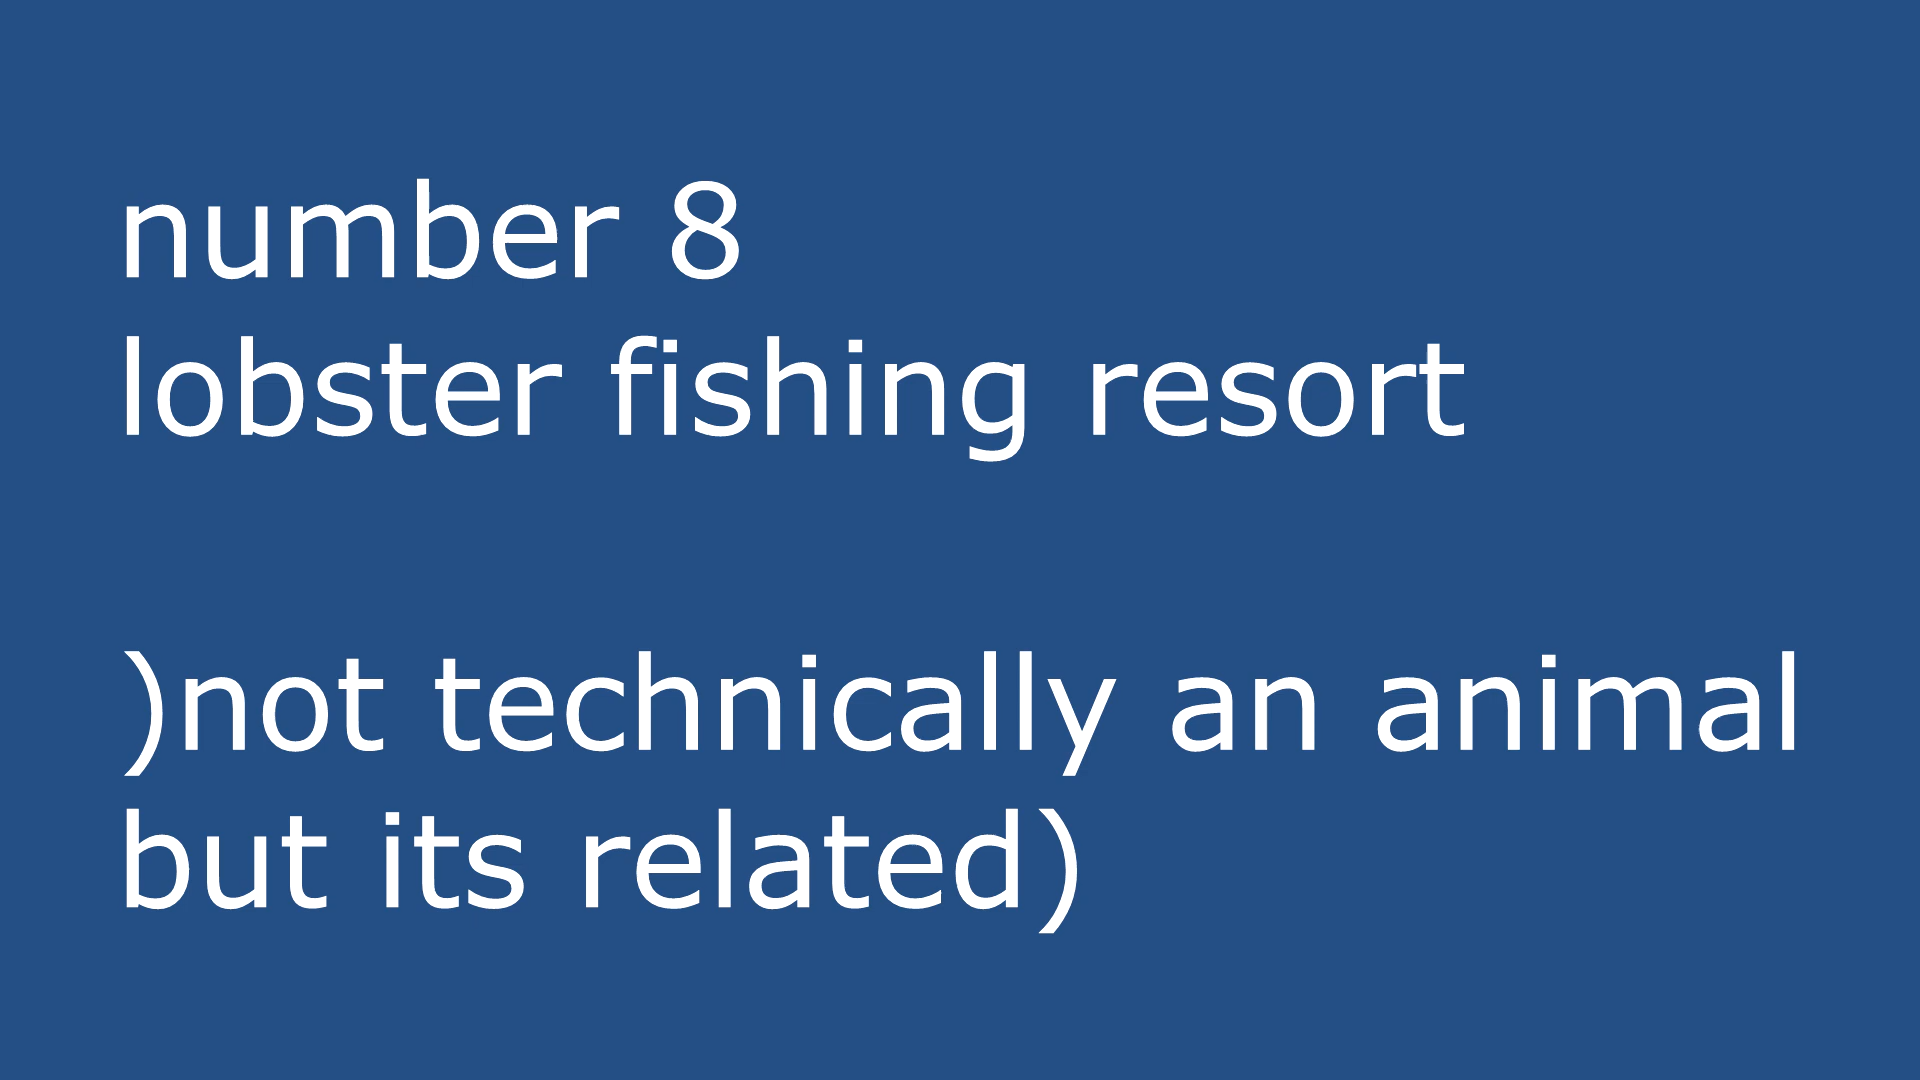 number 8
lobster fishing resort
)not technically an animal
but its related)